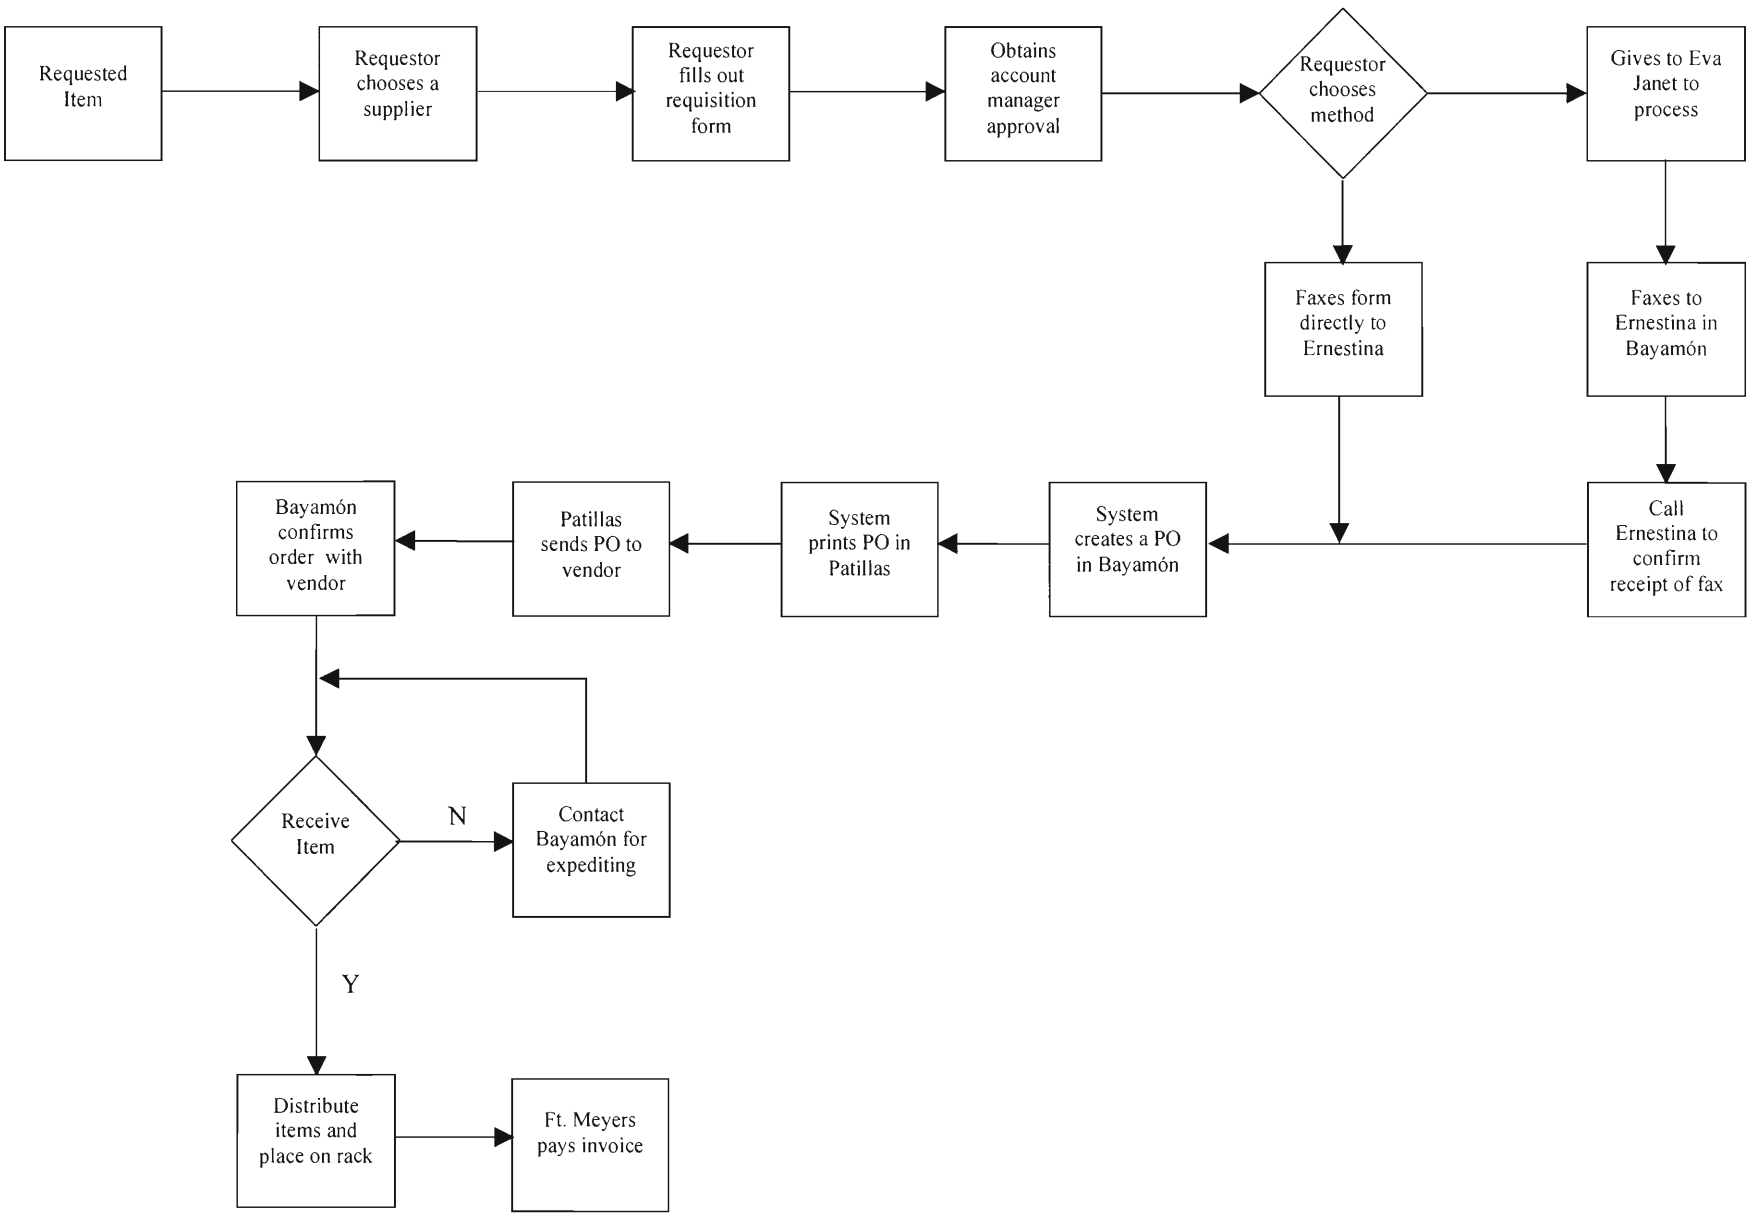 Requested
Item
Requestor
chooses a
supplier
Requestor
fills out
requisition
form
Obtains
account
manager
approval
Requestor
chooses
method
Gives to Eva
Janet to
process
Faxes form
directly to
Ernestina
Faxes to
Ernestina in
Bayamón
Bayamón
confirms
order with
vendor
Patillas
sends PO to
vendor
System
prints PO in
Patillas
System
creates a PO
in Bayamón
Call
Ernestina to
confirm
receipt of fax
Receive
Item
N
Contact
Bayamón for
expediting
Y
Distribute
items and
place on rack
Ft. Meyers
pays invoice